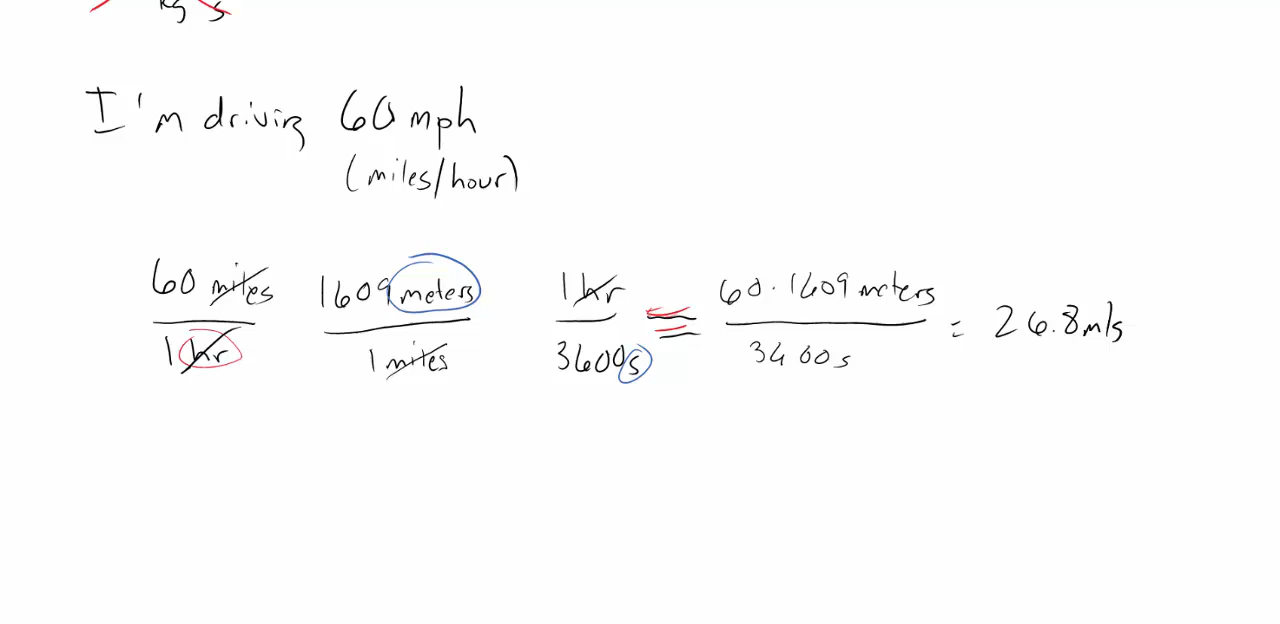 kg s
I'm driving 60 mph
(miles/hour)
60 miles 1609 meters 1 hr = 60 · 1609 meters = 26.8 m/s
1 hr 1 miles 3600 s 3600 s